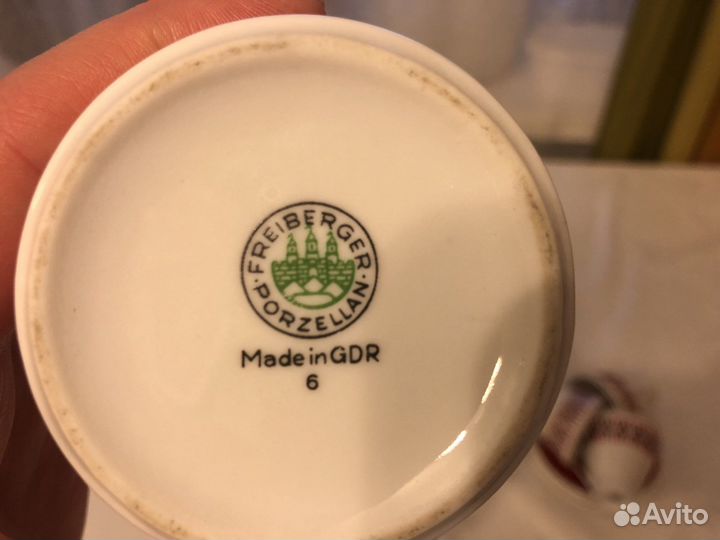 · FREIBERGER ·
PORZELLAN
Made in GDR
6
Avito